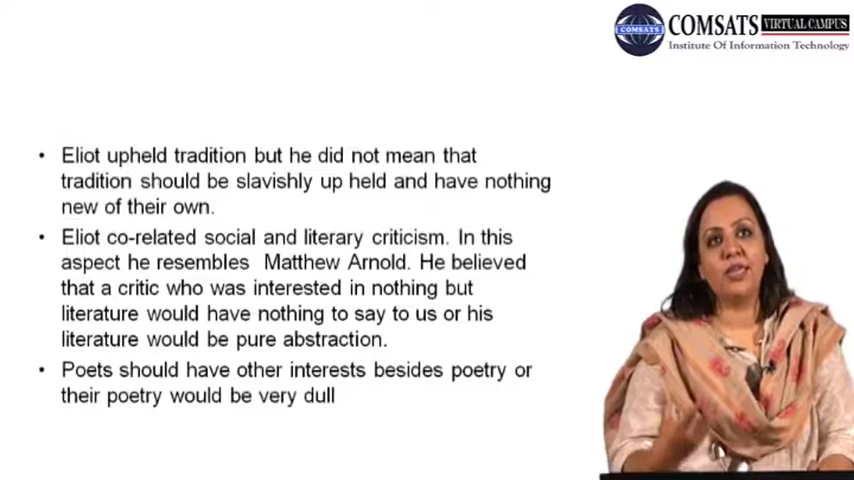 COMSATS
COMSATS VIRTUAL CAMPUS
Institute Of Information Technology
• Eliot upheld tradition but he did not mean that
tradition should be slavishly up held and have nothing
new of their own.
• Eliot co-related social and literary criticism. In this
aspect he resembles Matthew Arnold. He believed
that a critic who was interested in nothing but
literature would have nothing to say to us or his
literature would be pure abstraction.
• Poets should have other interests besides poetry or
their poetry would be very dull